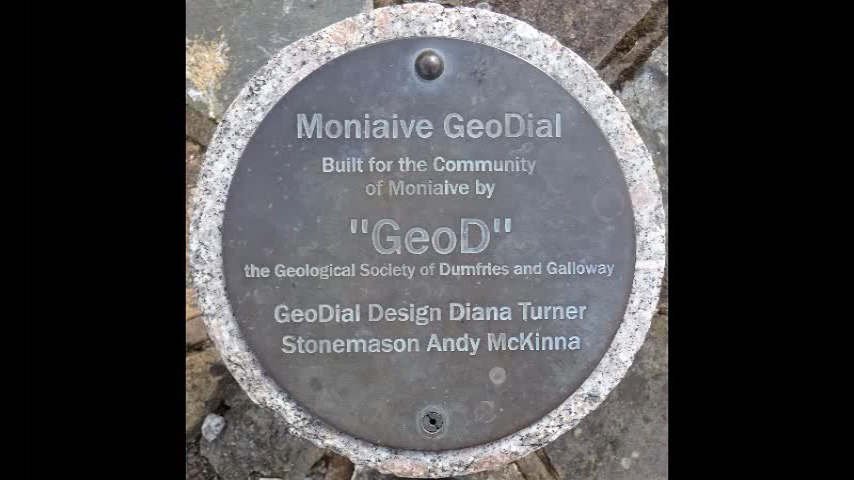 Moniaive GeoDial
Built for the Community
of Moniaive by
"GeoD"
the Geological Society of Dumfries and Galloway
GeoDial Design Diana Turner
Stonemason Andy McKinna